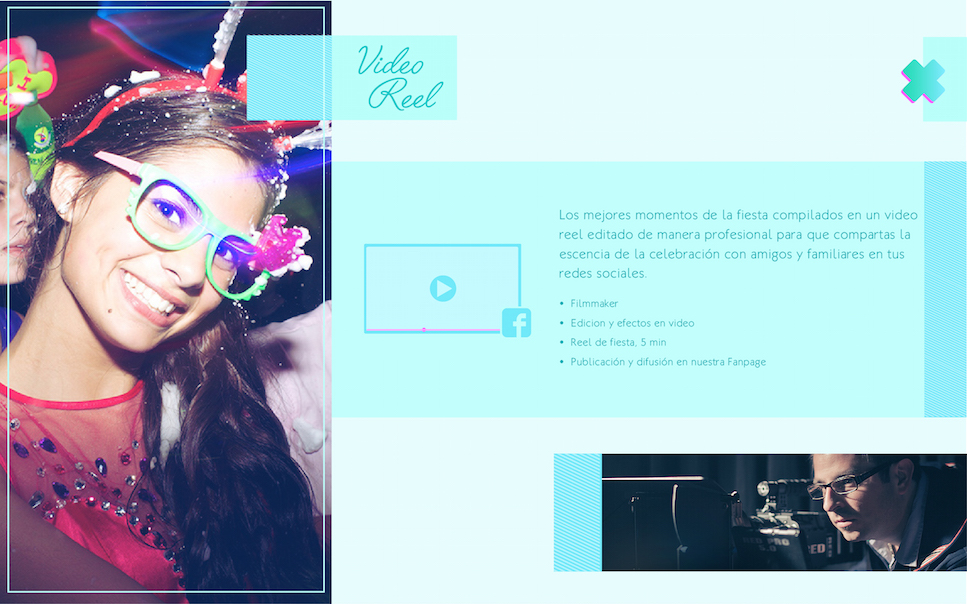 Video
Reel
Los mejores momentos de la fiesta compilados en un video
reel editado de manera profesional para que compartas la
escencia de la celebración con amigos y familiares en tus
redes sociales.
• Filmmaker
• Edicion y efectos en video
• Reel de fiesta, 5 min
• Publicación y difusión en nuestra Fanpage
RED